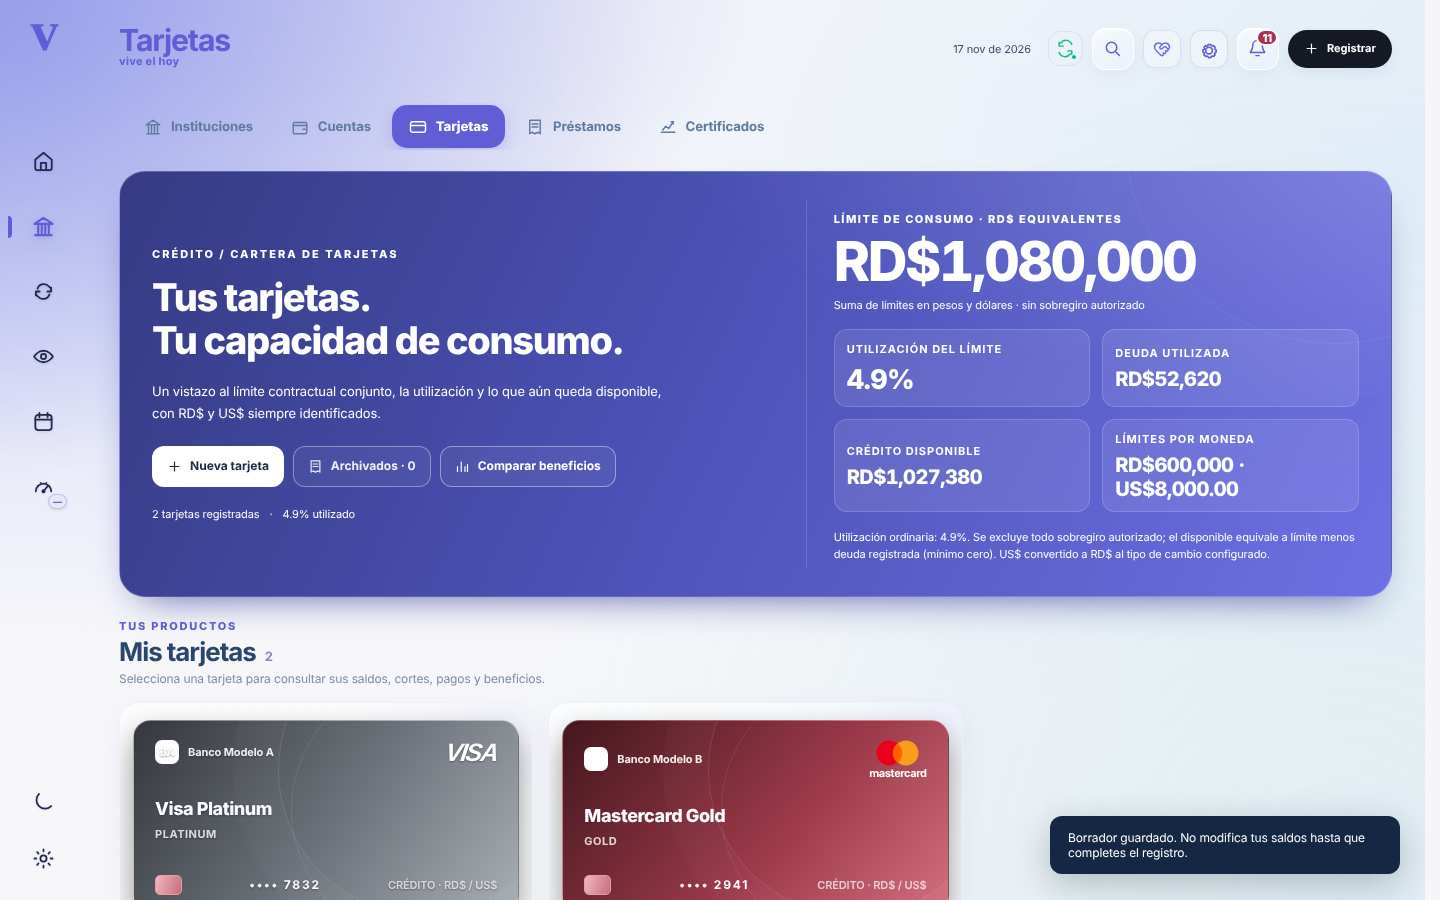 V
Tarjetas
vive el hoy
17 nov de 2026
11
Registrar
Instituciones
Cuentas
Tarjetas
Préstamos
Certificados
CRÉDITO / CARTERA DE TARJETAS
Tus tarjetas.
Tu capacidad de consumo.
Un vistazo al límite contractual conjunto, la utilización y lo que aún queda disponible,
con RD$ y US$ siempre identificados.
Nueva tarjeta
Archivados · 0
Comparar beneficios
2 tarjetas registradas · 4.9% utilizado
LÍMITE DE CONSUMO · RD$ EQUIVALENTES
RD$1,080,000
Suma de límites en pesos y dólares · sin sobregiro autorizado
UTILIZACIÓN DEL LÍMITE
4.9%
DEUDA UTILIZADA
RD$52,620
CRÉDITO DISPONIBLE
RD$1,027,380
LÍMITES POR MONEDA
RD$600,000 ·
US$8,000.00
Utilización ordinaria: 4.9%. Se excluye todo sobregiro autorizado; el disponible equivale a límite menos
deuda registrada (mínimo cero). US$ convertido a RD$ al tipo de cambio configurado.
TUS PRODUCTOS
Mis tarjetas 2
Selecciona una tarjeta para consultar sus saldos, cortes, pagos y beneficios.
Banco Modelo A
VISA
Visa Platinum
PLATINUM
•••• 7832
CRÉDITO · RD$ / US$
Banco Modelo B
mastercard
Mastercard Gold
GOLD
•••• 2941
CRÉDITO · RD$ / US$
Borrador guardado. No modifica tus saldos hasta que
completes el registro.